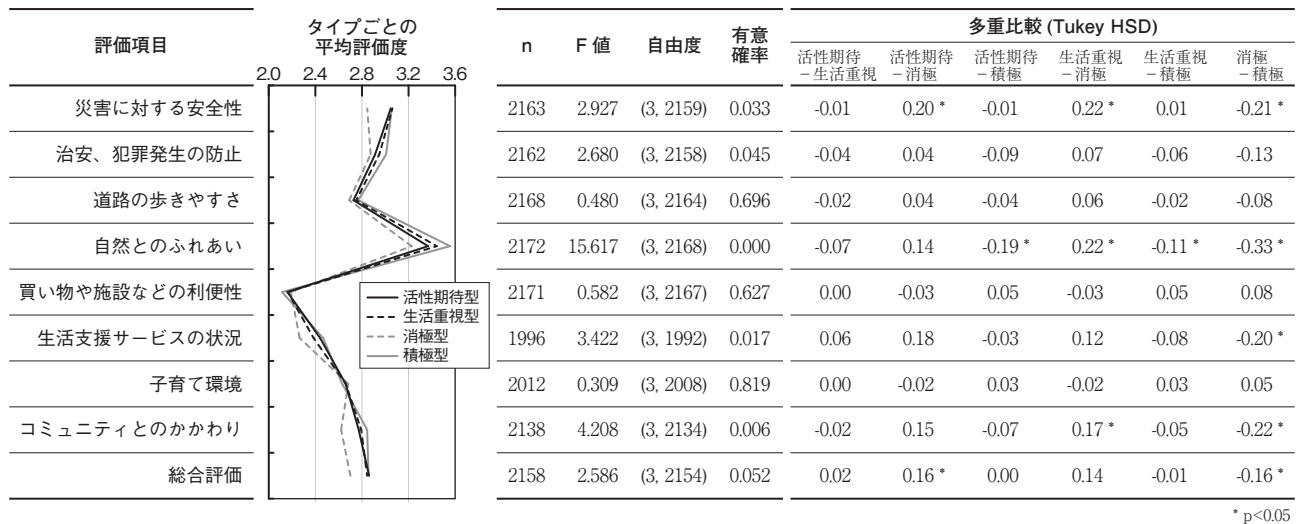 評価項目 タイプごとの平均評価度 n F 値 自由度 有意確率 多重比較 (Tukey HSD)
活性期待－生活重視 活性期待－消極 活性期待－積極 生活重視－消極 生活重視－積極 消極－積極
2.0 2.4 2.8 3.2 3.6
災害に対する安全性 2163 2.927 (3, 2159) 0.033 -0.01 0.20 * -0.01 0.22 * 0.01 -0.21 *
治安、犯罪発生の防止 2162 2.680 (3, 2158) 0.045 -0.04 0.04 -0.09 0.07 -0.06 -0.13
道路の歩きやすさ 2168 0.480 (3, 2164) 0.696 -0.02 0.04 -0.04 0.06 -0.02 -0.08
自然とのふれあい 2172 15.617 (3, 2168) 0.000 -0.07 0.14 -0.19 * 0.22 * -0.11 * -0.33 *
買い物や施設などの利便性 2171 0.582 (3, 2167) 0.627 0.00 -0.03 0.05 -0.03 0.05 0.08
活性期待型
生活重視型
消極型
積極型
生活支援サービスの状況 1996 3.422 (3, 1992) 0.017 0.06 0.18 -0.03 0.12 -0.08 -0.20 *
子育て環境 2012 0.309 (3, 2008) 0.819 0.00 -0.02 0.03 -0.02 0.03 0.05
コミュニティとのかかわり 2138 4.208 (3, 2134) 0.006 -0.02 0.15 -0.07 0.17 * -0.05 -0.22 *
総合評価 2158 2.586 (3, 2154) 0.052 0.02 0.16 * 0.00 0.14 -0.01 -0.16 *
* p<0.05